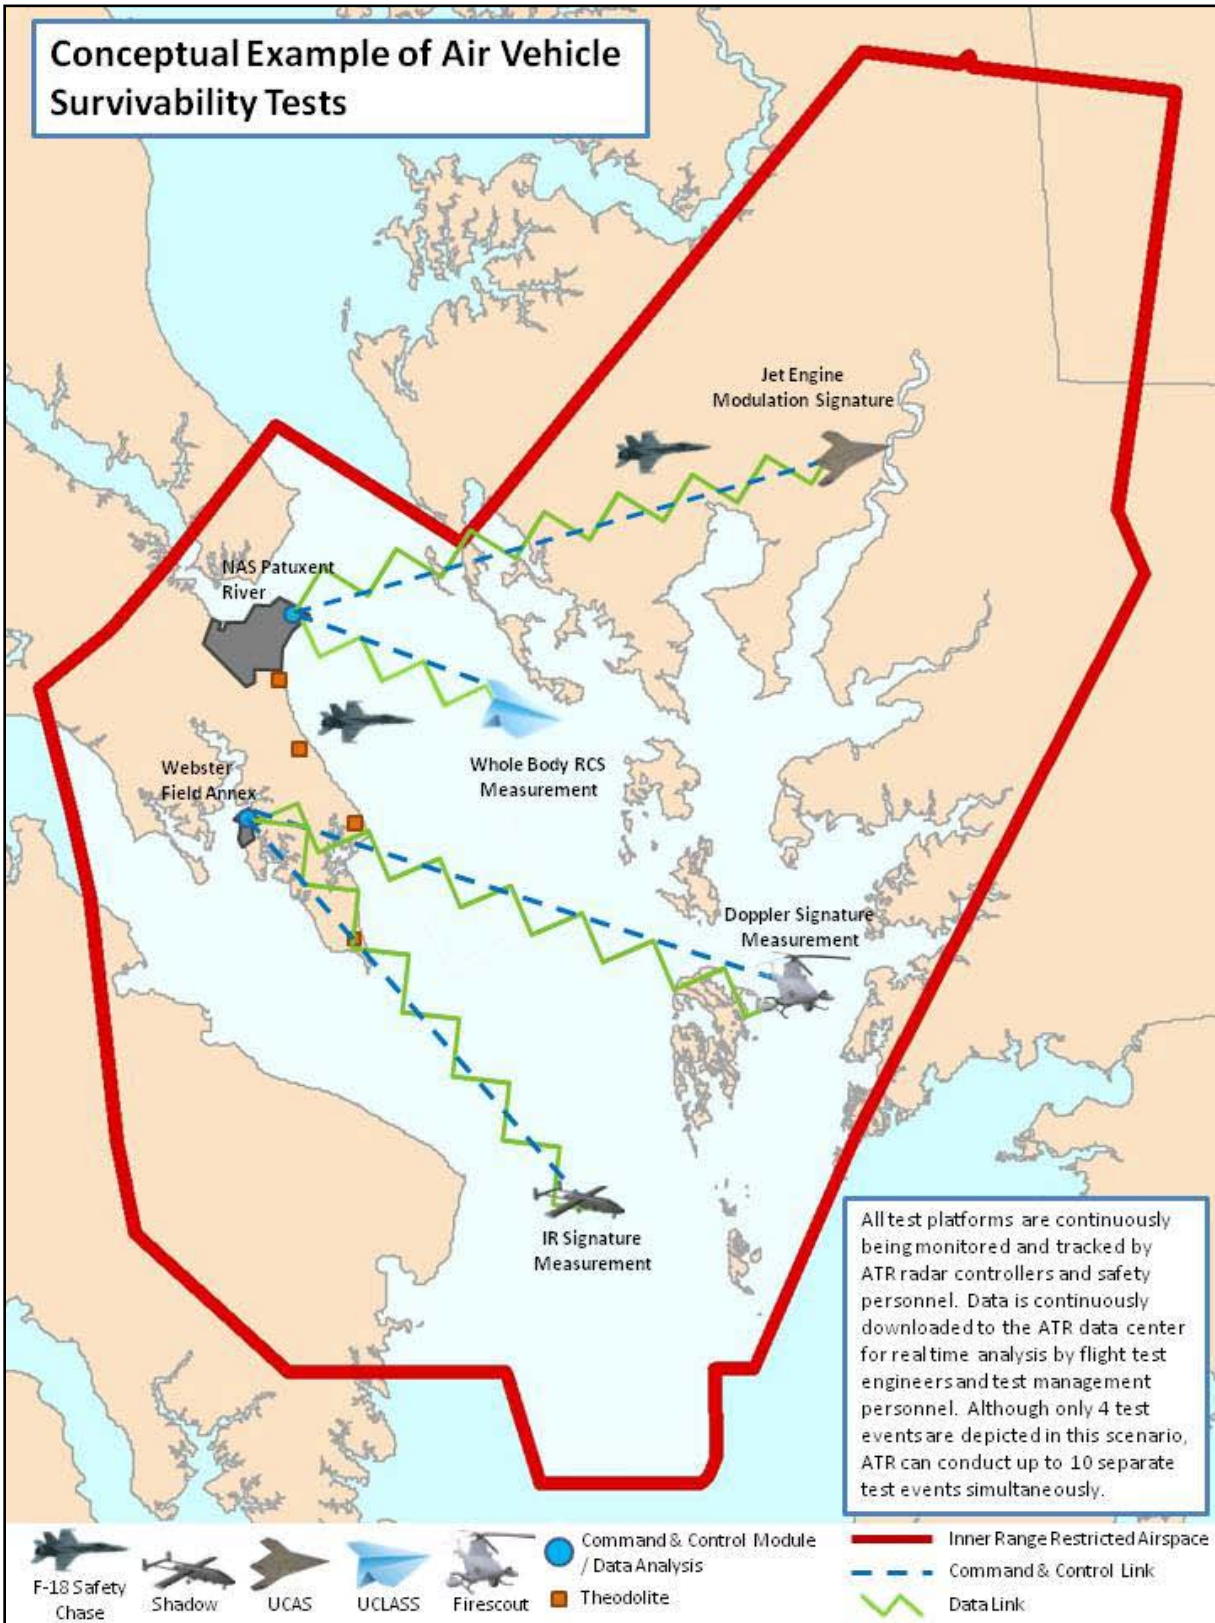 Conceptual Example of Air Vehicle
Survivability Tests
Jet Engine
Modulation Signature
NAS Patuxent
River
Whole Body RCS
Measurement
Webster
Field Annex
Doppler Signature
Measurement
IR Signature
Measurement
All test platforms are continuously
being monitored and tracked by
ATR radar controllers and safety
personnel. Data is continuously
downloaded to the ATR data center
for real time analysis by flight test
engineers and test management
personnel. Although only 4 test
events are depicted in this scenario,
ATR can conduct up to 10 separate
test events simultaneously.
F-18 Safety
Chase
Shadow
UCAS
UCLASS
Firescout
Command & Control Module
/ Data Analysis
Theodolite
Inner Range Restricted Airspace
Command & Control Link
Data Link